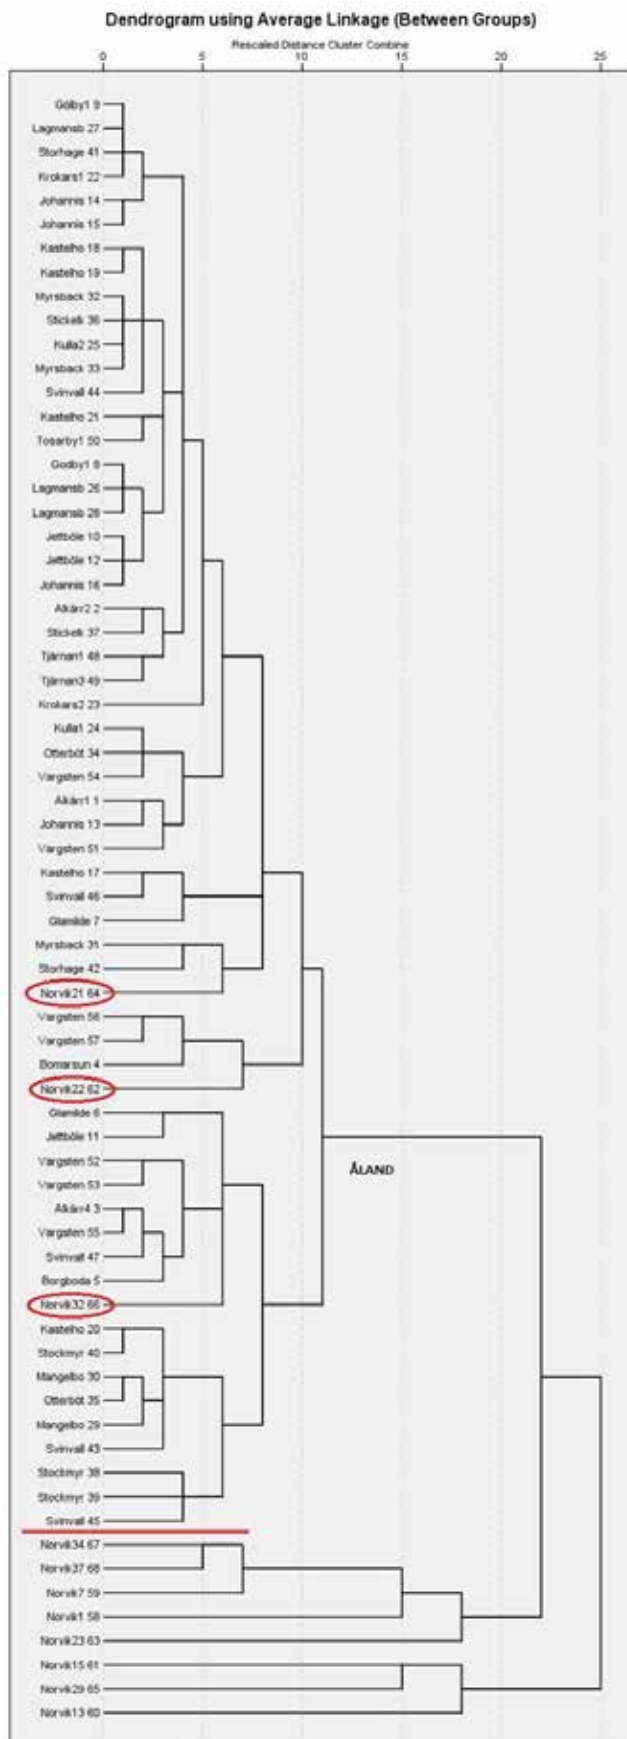 Dendrogram using Average Linkage (Between Groups)
Rescaled Distance Cluster Combine
0 5 10 15 20 25
Gölby1 9
Lagmansb 27
Storhage 41
Krokars1 22
Johannis 14
Johannis 15
Kastelho 18
Kastelho 19
Myrsback 32
Stickelk 36
Kulla2 25
Myrsback 33
Svinvall 44
Kastelho 21
Tosarby1 50
Godby1 8
Lagmansb 26
Lagmansb 28
Jettböle 10
Jettböle 12
Johannis 16
Alkärr2 2
Stickelk 37
Tjärnan1 48
Tjärnan3 49
Krokars2 23
Kulla1 24
Otterböt 34
Vargsten 54
Alkärr1 1
Johannis 13
Vargsten 51
Kastelho 17
Svinvall 46
Glamilde 7
Myrsback 31
Storhage 42
Norvik21 64
Vargsten 56
Vargsten 57
Bomarsun 4
Norvik22 62
Glamilde 6
Jettböle 11
Vargsten 52
ÅLAND
Vargsten 53
Alkärr4 3
Vargsten 55
Svinvall 47
Borgboda 5
Norvik32 66
Kastelho 20
Stockmyr 40
Mangelbo 30
Otterböt 35
Mangelbo 29
Svinvall 43
Stockmyr 38
Stockmyr 39
Svinvall 45
Norvik34 67
Norvik37 68
Norvik7 59
Norvik1 58
Norvik23 63
Norvik15 61
Norvik29 65
Norvik13 60